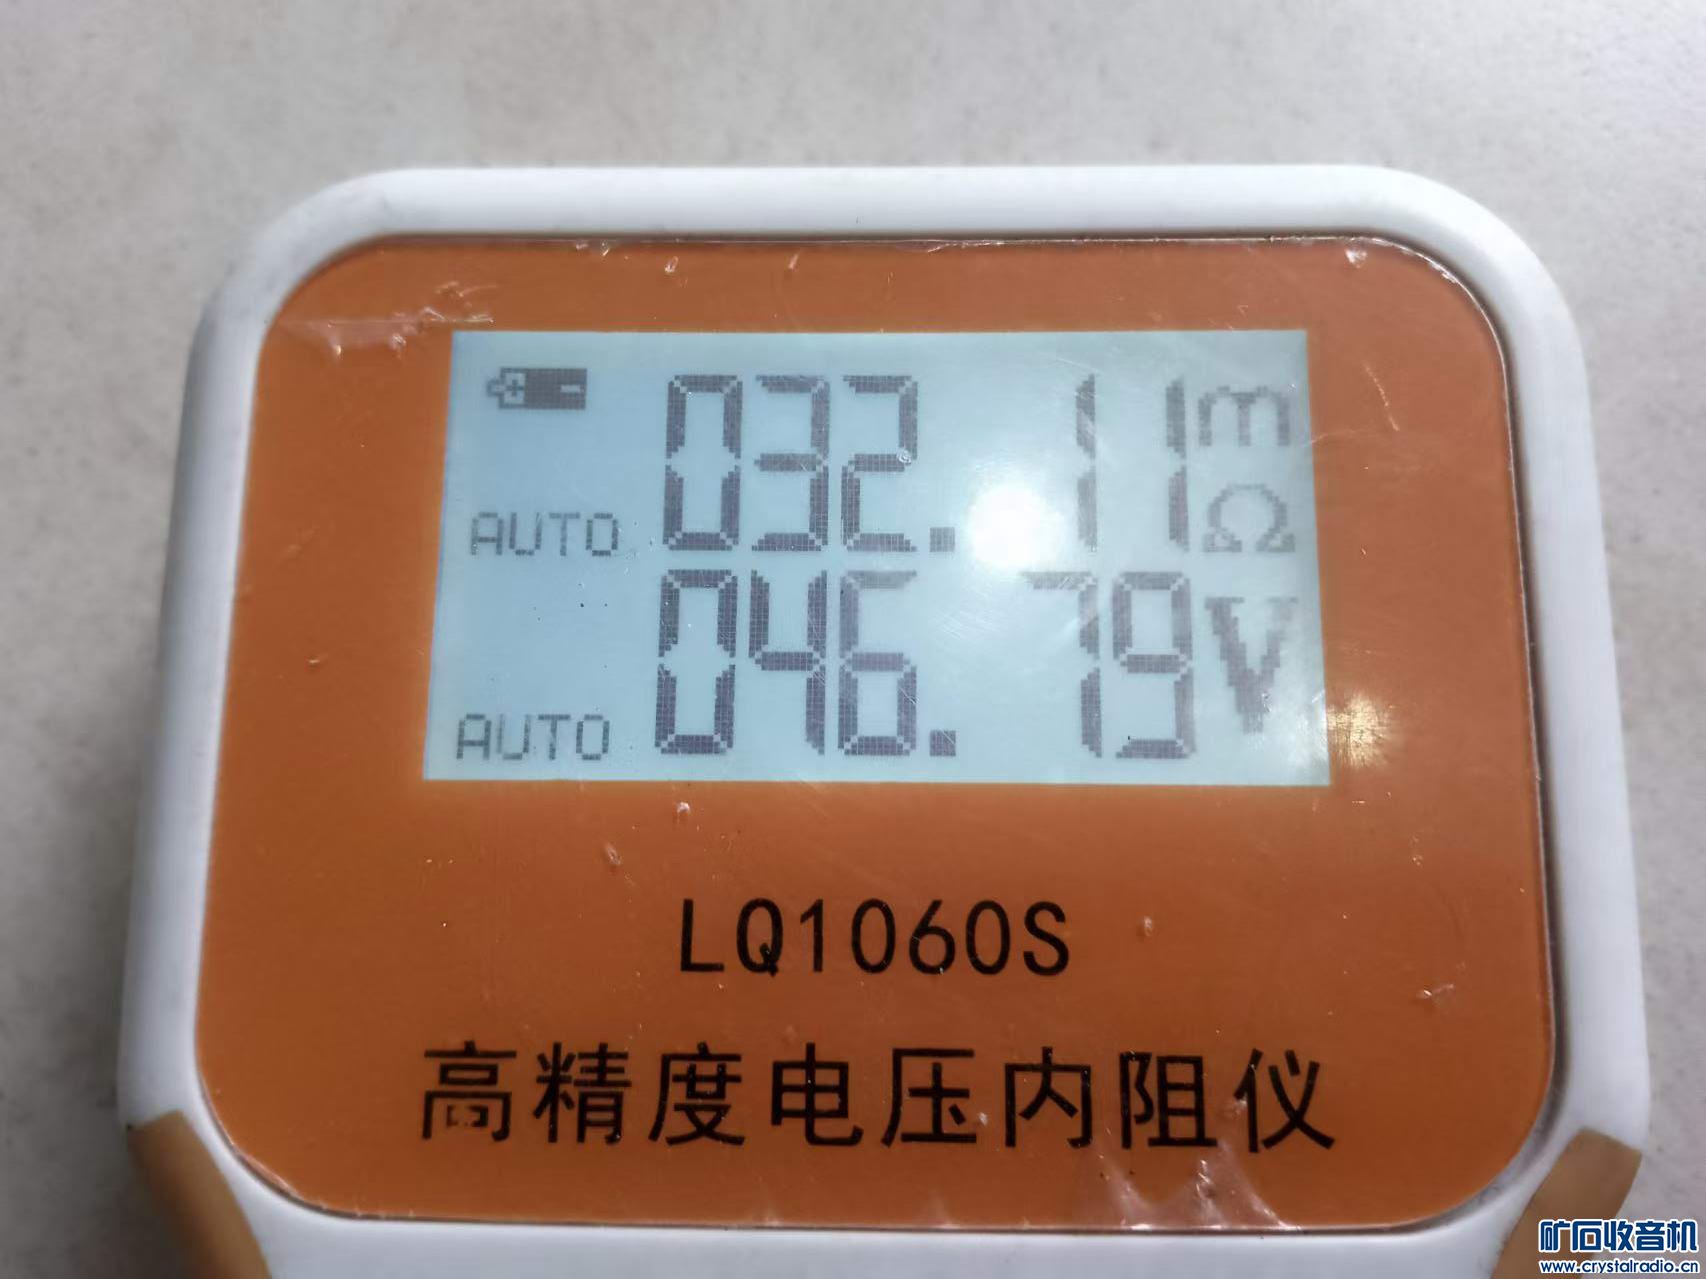 032.11mΩ
AUTO
046.79V
AUTO
LQ1060S
高精度电压内阻仪
矿石收音机
www.crystalradio.cn